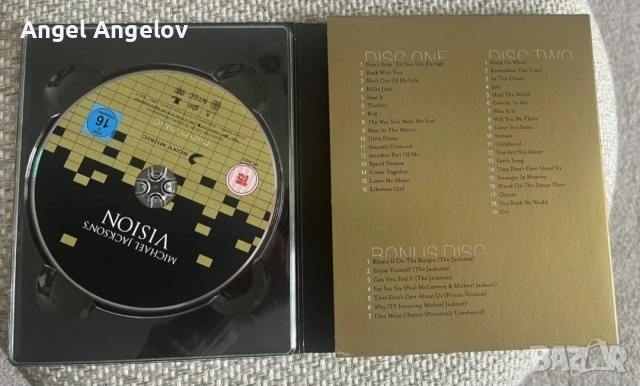 Angel Angelov
DISC ONE
1 Don't Stop 'Til You Get Enough
2 Rock With You
3 She's Out Of My Life
4 Billie Jean
5 Beat It
6 Thriller
7 Bad
8 The Way You Make Me Feel
9 Man In The Mirror
10 Dirty Diana
11 Smooth Criminal
12 Another Part Of Me
13 Speed Demon
14 Come Together
15 Leave Me Alone
16 Liberian Girl
DISC TWO
1 Black Or White
2 Remember The Time
3 In The Closet
4 Jam
5 Heal The World
6 Give In To Me
7 Who Is It
8 Will You Be There
9 Gone Too Soon
10 Scream
11 Childhood
12 You Are Not Alone
13 Earth Song
14 They Don't Care About Us
15 Stranger In Moscow
16 Blood On The Dance Floor
17 Ghosts
18 You Rock My World
19 Cry
BONUS DISC
1 Blame It On The Boogie (The Jacksons)
2 Enjoy Yourself (The Jacksons)
3 Can You Feel It (The Jacksons)
4 Say Say Say (Paul McCartney & Michael Jackson)
5 They Don't Care About Us (Prison Version)
6 Why (3T featuring Michael Jackson)
7 One More Chance (Previously Unreleased)
MICHAEL JACKSON'S
VISION
SONY MUSIC
NTSC
16
15
BAZAR